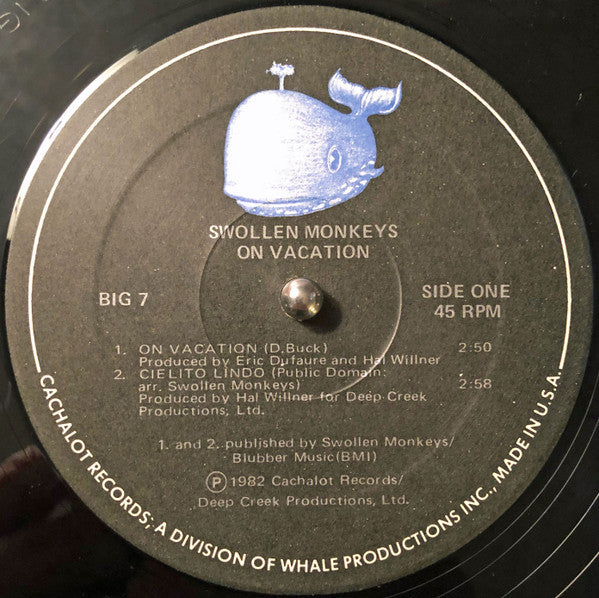 SWOLLEN MONKEYS
ON VACATION
BIG 7
SIDE ONE
45 RPM
1. ON VACATION (D.Buck) 2:50
Produced by Eric Dufaure and Hal Willner
2. CIELITO LINDO (Public Domain:
arr. Swollen Monkeys) 2:58
Produced by Hal Willner for Deep Creek
Productions, Ltd.
1. and 2. published by Swollen Monkeys/
Blubber Music(BMI)
Ⓟ1982 Cachalot Records/
Deep Creek Productions, Ltd.
CACHALOT RECORDS; A DIVISION OF WHALE PRODUCTIONS INC., MADE IN U.S.A.